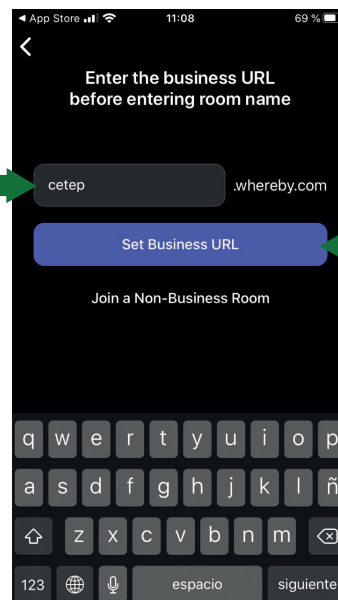 App Store 11:08 69 %
Enter the business URL
before entering room name
cetep .whereby.com
Set Business URL
Join a Non-Business Room
q w e r t y u i o p
a s d f g h j k l ñ
z x c v b n m
123 espacio siguiente